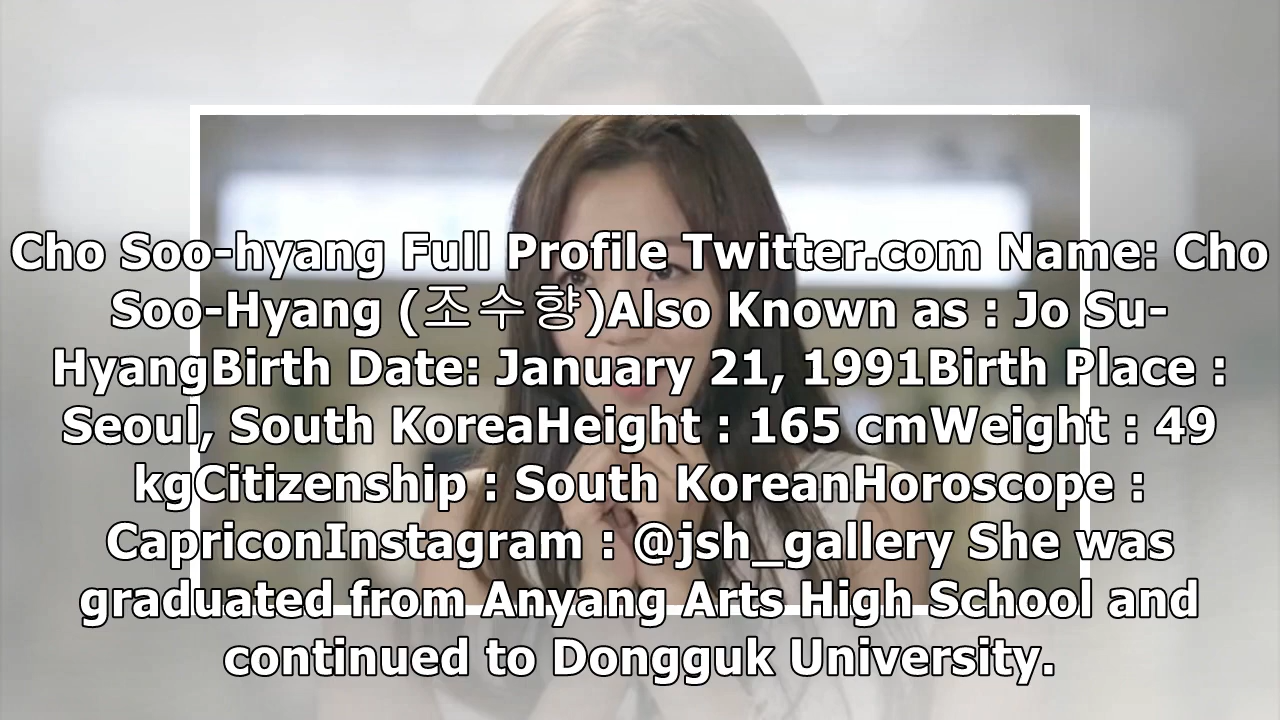 Cho Soo-hyang Full Profile Twitter.com Name: Cho
Soo-Hyang (조수향)Also Known as : Jo Su-
HyangBirth Date: January 21, 1991Birth Place :
Seoul, South KoreaHeight : 165 cmWeight : 49
kgCitizenship : South KoreanHoroscope :
CapriconInstagram : @jsh_gallery She was
graduated from Anyang Arts High School and
continued to Dongguk University.